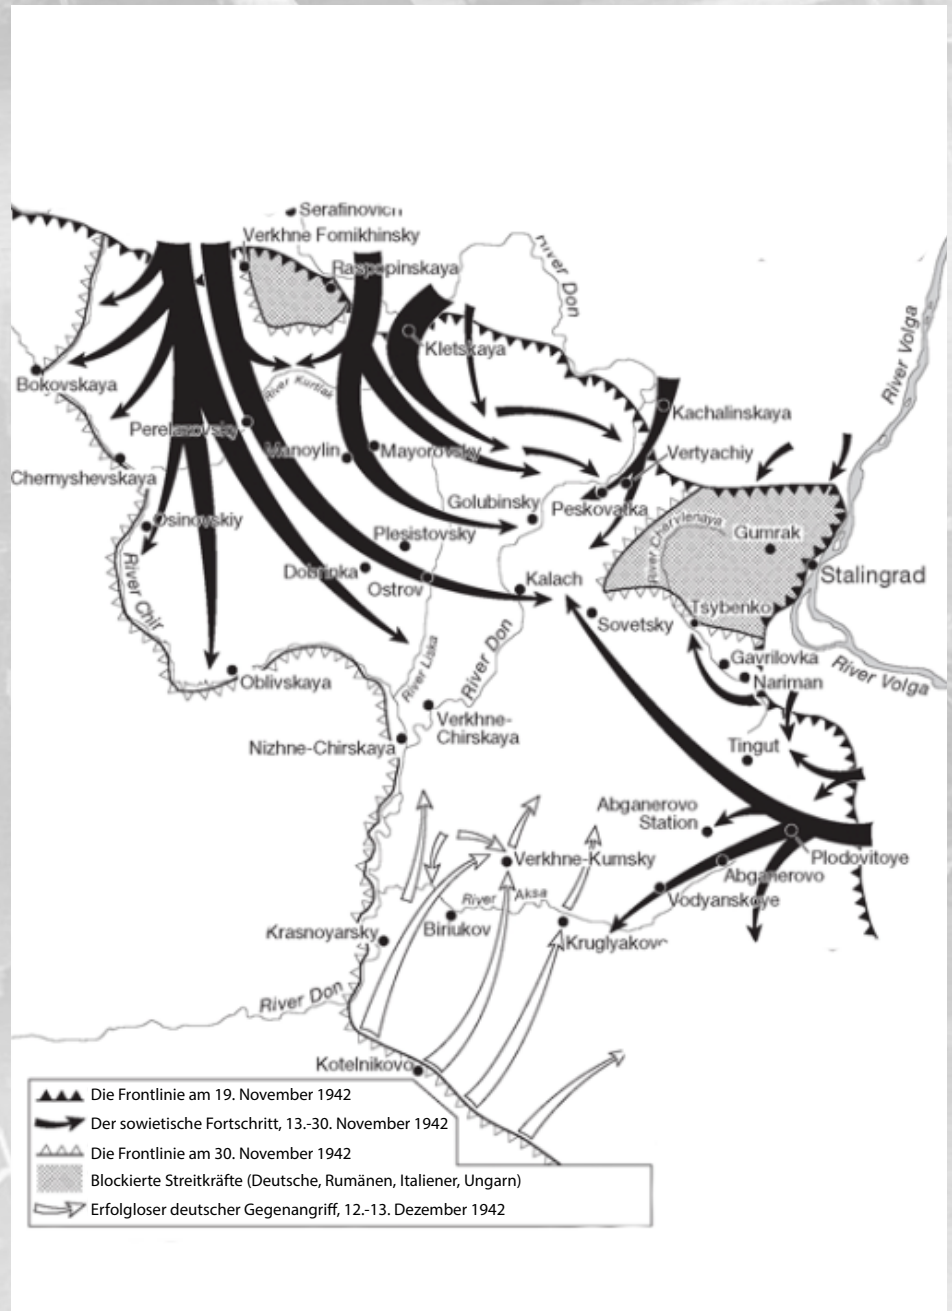 Serafinovich
Verkhne Fomikhinsky
Raspopinskaya
River Don
River Volga
Kletskaya
River Kurtlak
Bokovskaya
Kachalinskaya
Perelazovsky
Manoylin
Mayorovsky
Vertyachiy
Chernyshevskaya
Golubinsky
Peskovatka
Osinovskiy
Plesistovsky
River Charvlenaya
Gumrak
River Chir
Dobrinka
Ostrov
Kalach
Stalingrad
Tsybenko
Sovetsky
River Liska
River Don
Gavrilovka
River Volga
Oblivskaya
Nariman
Verkhne-
Chirskaya
Nizhne-Chirskaya
Tingut
Abganerovo
Station
Verkhne-Kumsky
Plodovitoye
Abganerovo
River Aksa
Vodyanskoye
Krasnoyarsky
Biriukov
Kruglyakovo
River Don
Kotelnikovo
Die Frontlinie am 19. November 1942
Der sowietische Fortschritt, 13.-30. November 1942
Die Frontlinie am 30. November 1942
Blockierte Streitkräfte (Deutsche, Rumänen, Italiener, Ungarn)
Erfolgloser deutscher Gegenangriff, 12.-13. Dezember 1942